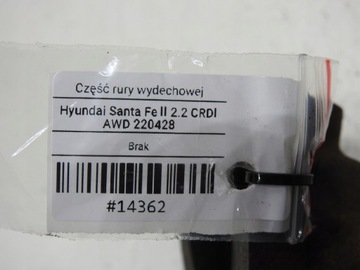 Część rury wydechowej
Hyundai Santa Fe II 2.2 CRDI
AWD 220428
Brak
#14362